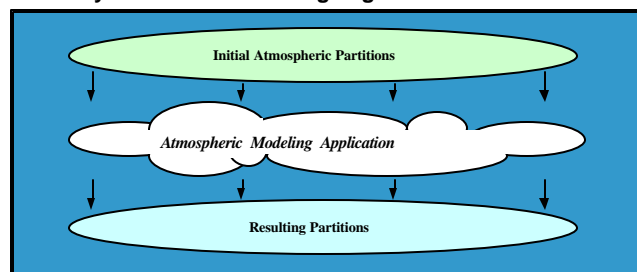 Initial Atmospheric Partitions
Atmospheric Modeling Application
Resulting Partitions